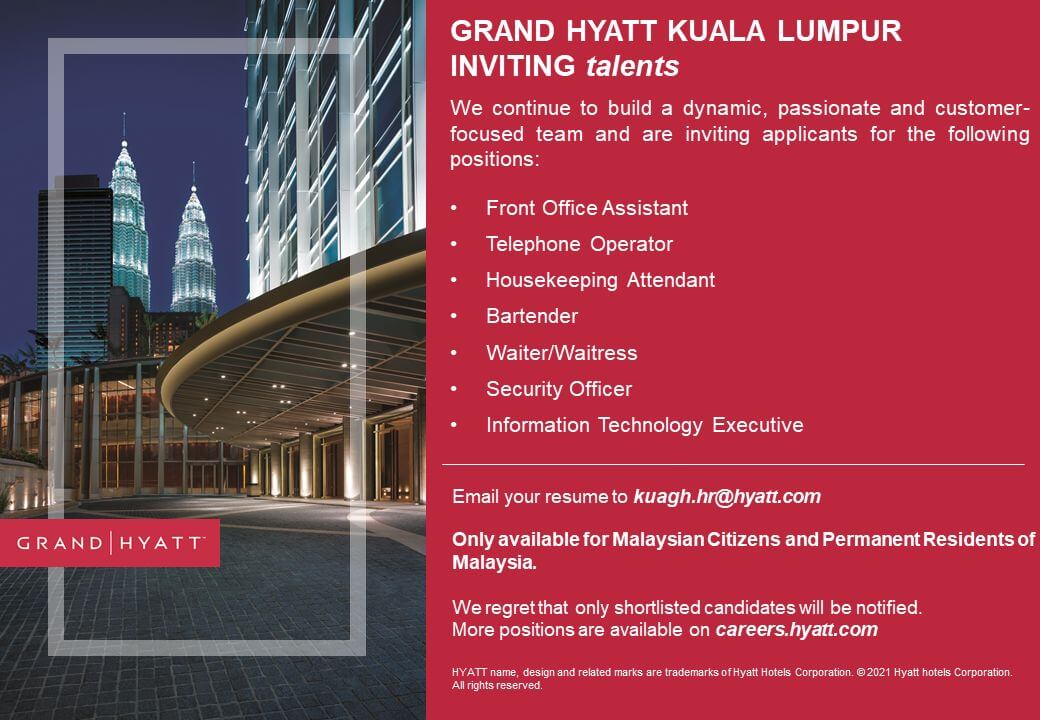 GRAND HYATT KUALA LUMPUR
INVITING talents
We continue to build a dynamic, passionate and customer-
focused team and are inviting applicants for the following
positions:
• Front Office Assistant
• Telephone Operator
• Housekeeping Attendant
• Bartender
• Waiter/Waitress
• Security Officer
• Information Technology Executive
Email your resume to kuagh.hr@hyatt.com
Only available for Malaysian Citizens and Permanent Residents of
Malaysia.
We regret that only shortlisted candidates will be notified.
More positions are available on careers.hyatt.com
HYATT name, design and related marks are trademarks of Hyatt Hotels Corporation. © 2021 Hyatt hotels Corporation.
All rights reserved.
GRAND|HYATT™